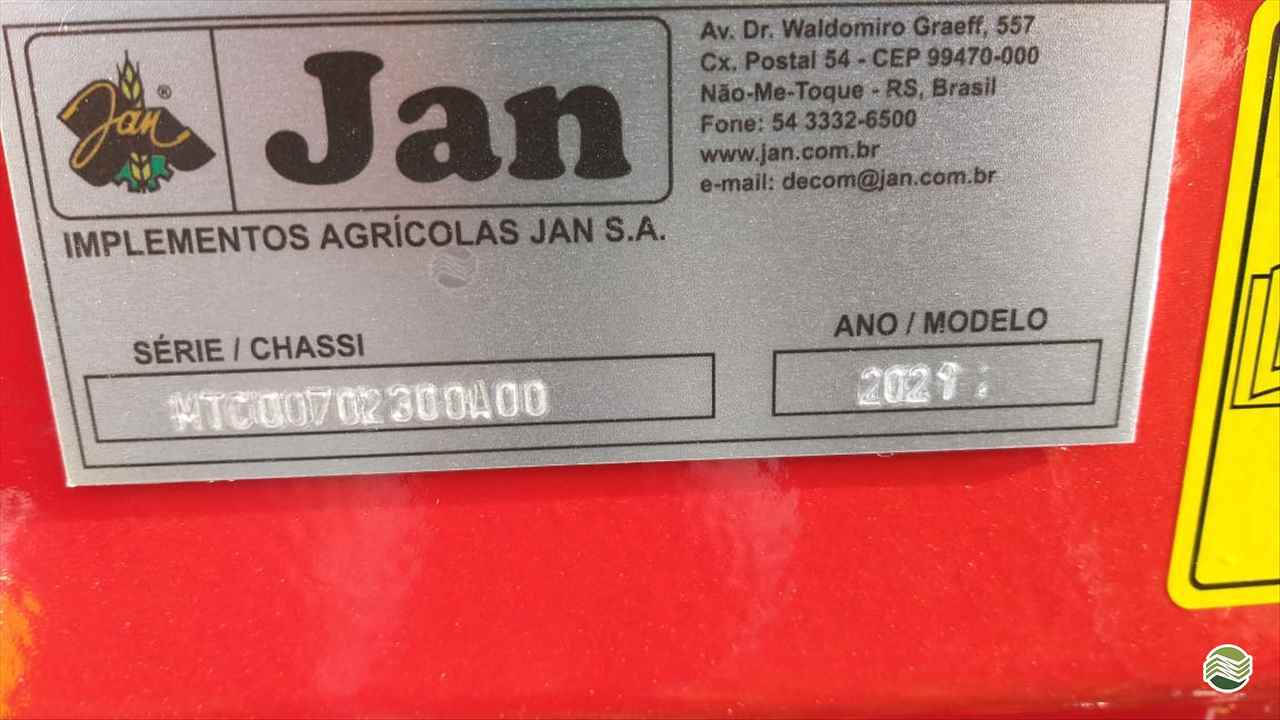 Jan ®
Jan
IMPLEMENTOS AGRÍCOLAS JAN S.A.
Av. Dr. Waldomiro Graeff, 557
Cx. Postal 54 - CEP 99470-000
Não-Me-Toque - RS, Brasil
Fone: 54 3332-6500
www.jan.com.br
e-mail: decom@jan.com.br
SÉRIE / CHASSI
MTC00702300A00
ANO / MODELO
2021